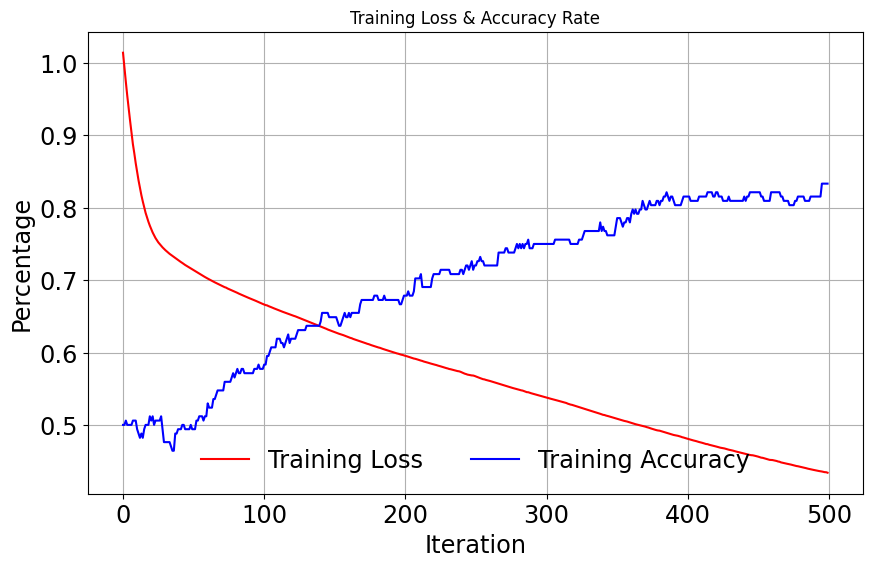 Training Loss & Accuracy Rate
1.0
0.9
0.8
0.7
0.6
0.5
Percentage
Training Loss
Training Accuracy
0 100 200 300 400 500
Iteration